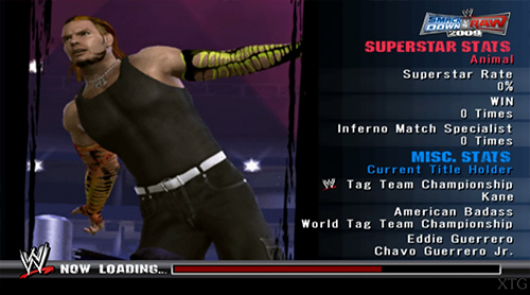 SMACK
DOWN VS RAW
2009
SUPERSTAR STATS
Animal
Superstar Rate
0%
WIN
0 Times
Inferno Match Specialist
0 Times
MISC. STATS
Current Title Holder
Tag Team Championship
Kane
American Badass
World Tag Team Championship
Eddie Guerrero
Chavo Guerrero Jr.
NOW LOADING...
XTG